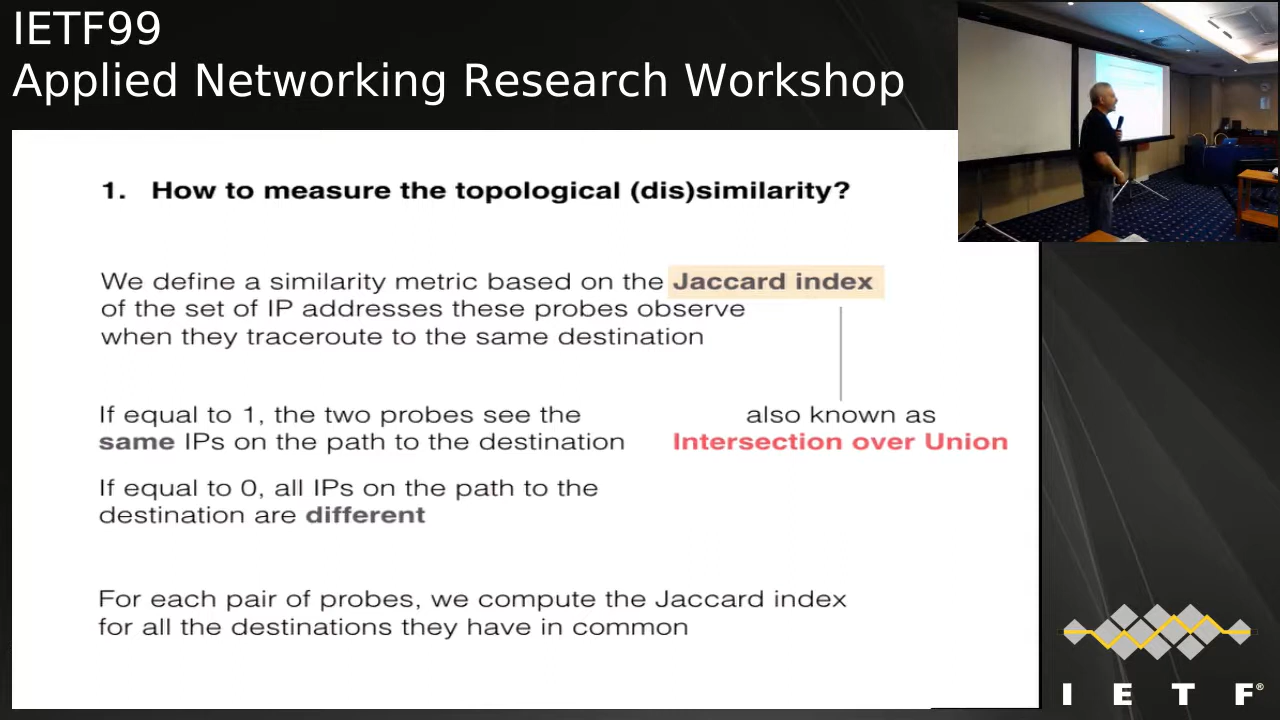 IETF99
Applied Networking Research Workshop
1. How to measure the topological (dis)similarity?
We define a similarity metric based on the Jaccard index
of the set of IP addresses these probes observe
when they traceroute to the same destination
If equal to 1, the two probes see the
same IPs on the path to the destination
also known as
Intersection over Union
If equal to 0, all IPs on the path to the
destination are different
For each pair of probes, we compute the Jaccard index
for all the destinations they have in common
I E T F®